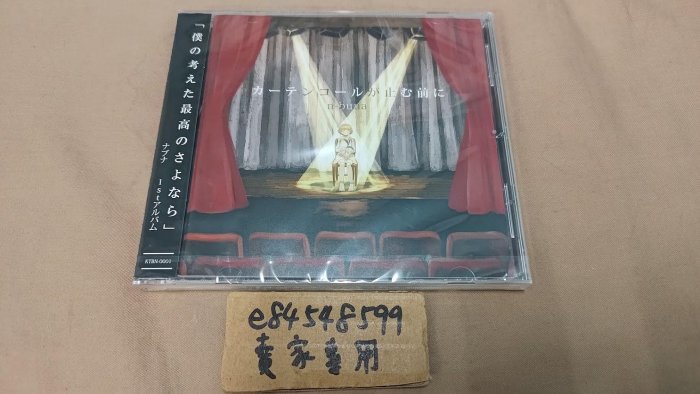 「僕の考えた最高のさよなら」
ナブナ 1stアルバム
KTBN-0001
カーテンコールが止む前に
n-buna
e84548599
賣家專用